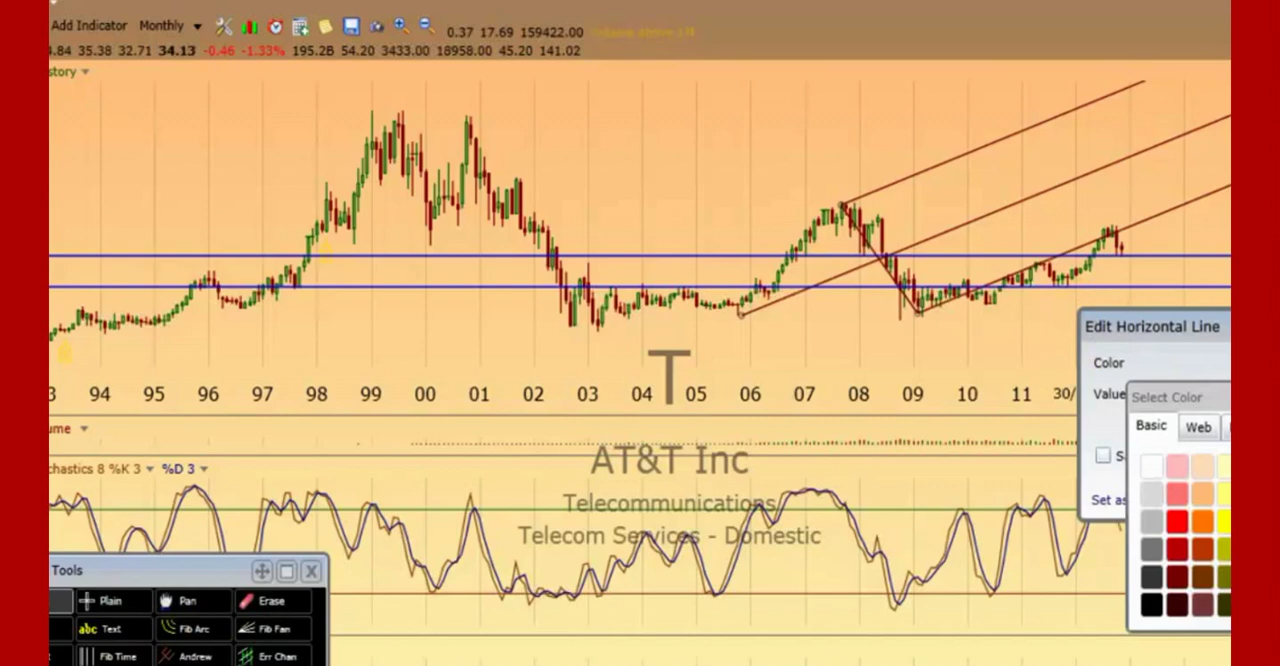 Add Indicator Monthly 0.37 17.69 159422.00
4.84 35.38 32.71 34.13 -0.46 -1.33% 195.2B 54.20 3433.00 18958.00 45.20 141.02
story
3 94 95 96 97 98 99 00 01 02 03 04 05 06 07 08 09 10 11 30/
T
Edit Horizontal Line
Color
Value
Select Color
Basic Web
S
Set as
ume
AT&T Inc
Telecommunications
Telecom Services - Domestic
hastics 8 %K 3 %D 3
Tools
Plain Pan Erase
abc Text Fib Arc Fib Fan
Fib Time Andrew Err Chan